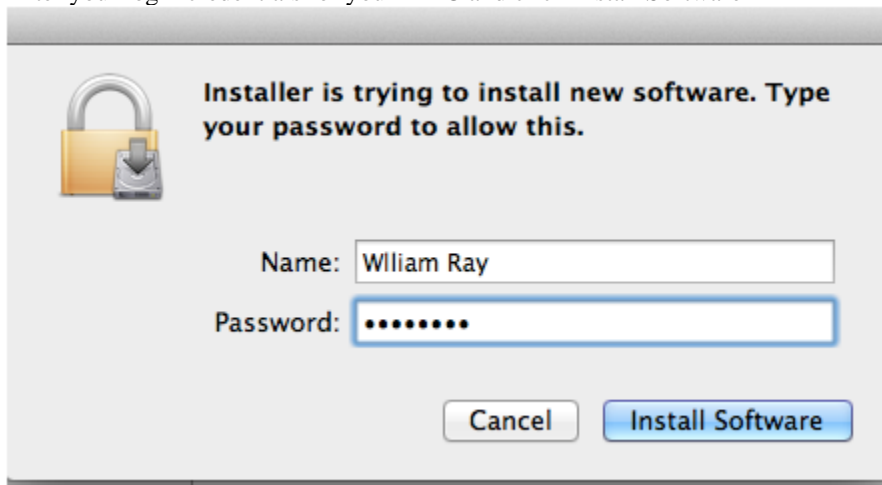 Installer is trying to install new software. Type
your password to allow this.
Name: Wlliam Ray
Password: ••••••••
Cancel Install Software